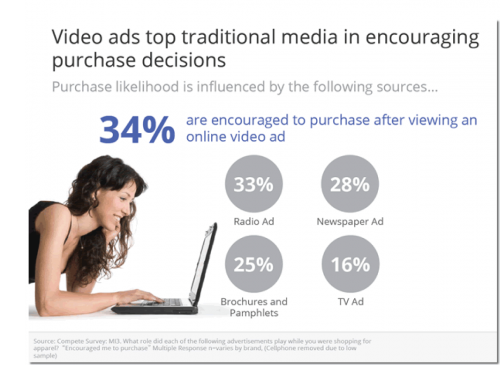 Video ads top traditional media in encouraging
purchase decisions
Purchase likelihood is influenced by the following sources...
34% are encouraged to purchase after viewing an
online video ad
33%
28%
Radio Ad
Newspaper Ad
25%
16%
Brochures and
Pamphlets
TV Ad
Source: Compete Survey: MI3. What role did each of the following advertisements play while you were shopping for
apparel? "Encouraged me to purchase" Multiple Response n=varies by brand, (Cellphone removed due to low
sample)